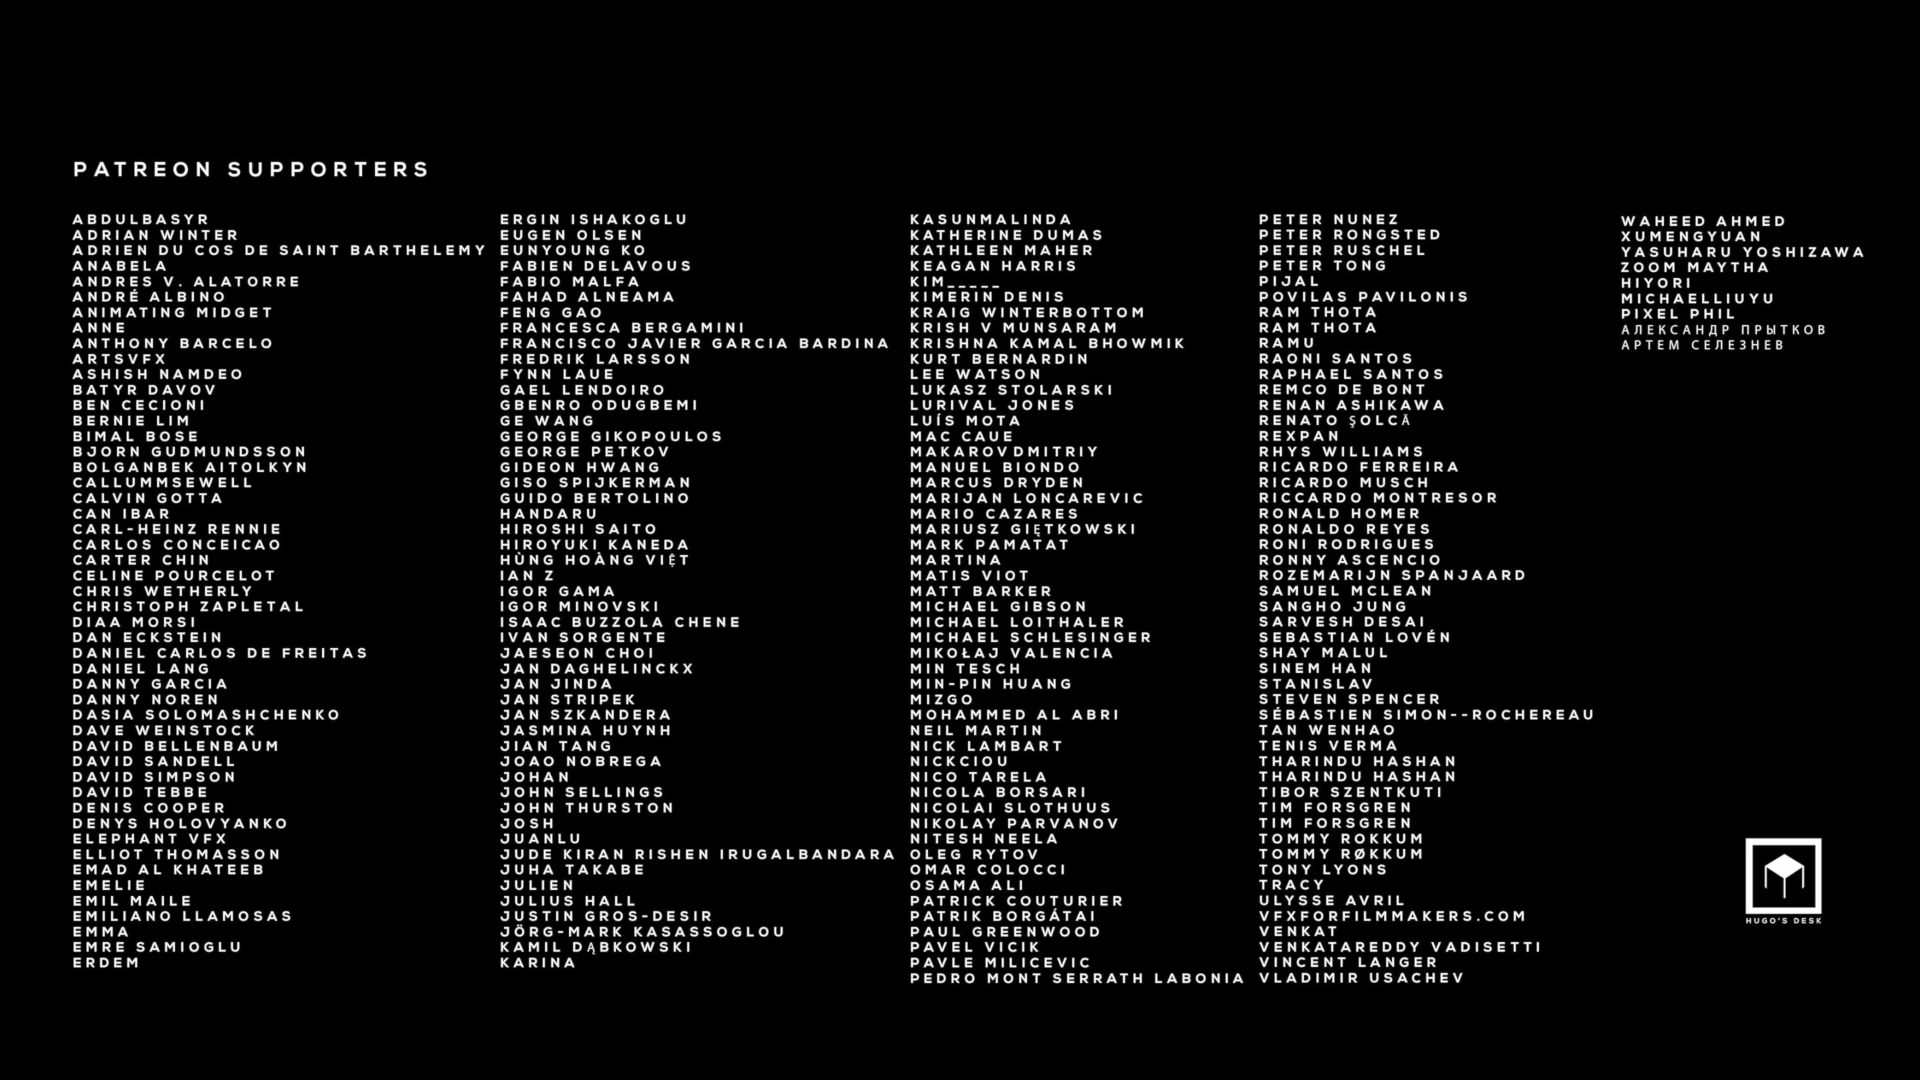 PATREON SUPPORTERS
ABDULBASYR
ADRIAN WINTER
ADRIEN DU COS DE SAINT BARTHELEMY
ANABELA
ANDRES V. ALATORRE
ANDRÉ ALBINO
ANIMATING MIDGET
ANNE
ANTHONY BARCELO
ARTSVFX
ASHISH NAMDEO
BATYR DAVOV
BEN CECIONI
BERNIE LIM
BIMAL BOSE
BJORN GUDMUNDSSON
BOLGANBEK AITOLKYN
CALLUMMSEWELL
CALVIN GOTTA
CAN IBAR
CARL-HEINZ RENNIE
CARLOS CONCEICAO
CARTER CHIN
CELINE POURCELOT
CHRIS WETHERLY
CHRISTOPH ZAPLETAL
DIAA MORSI
DAN ECKSTEIN
DANIEL CARLOS DE FREITAS
DANIEL LANG
DANNY GARCIA
DANNY NOREN
DASIA SOLOMASHCHENKO
DAVE WEINSTOCK
DAVID BELLENBAUM
DAVID SANDELL
DAVID SIMPSON
DAVID TEBBE
DENIS COOPER
DENYS HOLOVYANKO
ELEPHANT VFX
ELLIOT THOMASSON
EMAD AL KHATEEB
EMELIE
EMIL MAILE
EMILIANO LLAMOSAS
EMMA
EMRE SAMIOGLU
ERDEM
ERGIN ISHAKOGLU
EUGEN OLSEN
EUNYOUNG KO
FABIEN DELAVOUS
FABIO MALFA
FAHAD ALNEAMA
FENG GAO
FRANCESCA BERGAMINI
FRANCISCO JAVIER GARCIA BARDINA
FREDRIK LARSSON
FYNN LAUE
GAEL LENDOIRO
GBENRO ODUGBEMI
GE WANG
GEORGE GIKOPOULOS
GEORGE PETKOV
GIDEON HWANG
GISO SPIJKERMAN
GUIDO BERTOLINO
HANDARU
HIROSHI SAITO
HIROYUKI KANEDA
HÙNG HOÀNG VIỆT
IAN Z
IGOR GAMA
IGOR MINOVSKI
ISAAC BUZZOLA CHENE
IVAN SORGENTE
JAESEON CHOI
JAN DAGHELINCKX
JAN JINDA
JAN STRIPEK
JAN SZKANDERA
JASMINA HUYNH
JIAN TANG
JOAO NOBREGA
JOHAN
JOHN SELLINGS
JOHN THURSTON
JOSH
JUANLU
JUDE KIRAN RISHEN IRUGALBANDARA
JUHA TAKABE
JULIEN
JULIUS HALL
JUSTIN GROS-DESIR
JÖRG-MARK KASASSOGLOU
KAMIL DĄBKOWSKI
KARINA
KASUNMALINDA
KATHERINE DUMAS
KATHLEEN MAHER
KEAGAN HARRIS
KIM_____
KIMERIN DENIS
KRAIG WINTERBOTTOM
KRISH V MUNSARAM
KRISHNA KAMAL BHOWMIK
KURT BERNARDIN
LEE WATSON
LUKASZ STOLARSKI
LURIVAL JONES
LUÍS MOTA
MAC CAUE
MAKAROVDMITRIY
MANUEL BIONDO
MARCUS DRYDEN
MARIJAN LONCAREVIC
MARIO CAZARES
MARIUSZ GIĘTKOWSKI
MARK PAMATAT
MARTINA
MATIS VIOT
MATT BARKER
MICHAEL GIBSON
MICHAEL LOITHALER
MICHAEL SCHLESINGER
MIKOŁAJ VALENCIA
MIN TESCH
MIN-PIN HUANG
MIZGO
MOHAMMED AL ABRI
NEIL MARTIN
NICK LAMBART
NICKCIOU
NICO TARELA
NICOLA BORSARI
NICOLAI SLOTHUUS
NIKOLAY PARVANOV
NITESH NEELA
OLEG RYTOV
OMAR COLOCCI
OSAMA ALI
PATRICK COUTURIER
PATRIK BORGÁTAI
PAUL GREENWOOD
PAVEL VICIK
PAVLE MILICEVIC
PEDRO MONT SERRATH LABONIA
PETER NUNEZ
PETER RONGSTED
PETER RUSCHEL
PETER TONG
PIJAL
POVILAS PAVILONIS
RAM THOTA
RAM THOTA
RAMU
RAONI SANTOS
RAPHAEL SANTOS
REMCO DE BONT
RENAN ASHIKAWA
RENATO ŞOLCĂ
REXPAN
RHYS WILLIAMS
RICARDO FERREIRA
RICARDO MUSCH
RICCARDO MONTRESOR
RONALD HOMER
RONALDO REYES
RONI RODRIGUES
RONNY ASCENCIO
ROZEMARIJN SPANJAARD
SAMUEL MCLEAN
SANGHO JUNG
SARVESH DESAI
SEBASTIAN LOVÉN
SHAY MALUL
SINEM HAN
STANISLAV
STEVEN SPENCER
SÉBASTIEN SIMON--ROCHEREAU
TAN WENHAO
TENIS VERMA
THARINDU HASHAN
THARINDU HASHAN
TIBOR SZENTKUTI
TIM FORSGREN
TIM FORSGREN
TOMMY ROKKUM
TOMMY RØKKUM
TONY LYONS
TRACY
ULYSSE AVRIL
VFXFORFILMMAKERS.COM
VENKAT
VENKATAREDDY VADISETTI
VINCENT LANGER
VLADIMIR USACHEV
WAHEED AHMED
XUMENGYUAN
YASUHARU YOSHIZAWA
ZOOM MAYTHA
HIYORI
MICHAELLIUYU
PIXEL PHIL
АЛЕКСАНДР ПРЫТКОВ
АРТЕМ СЕЛЕЗНЕВ
HUGO'S DESK